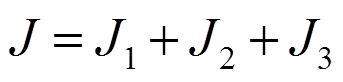 J = J₁ + J₂ + J₃